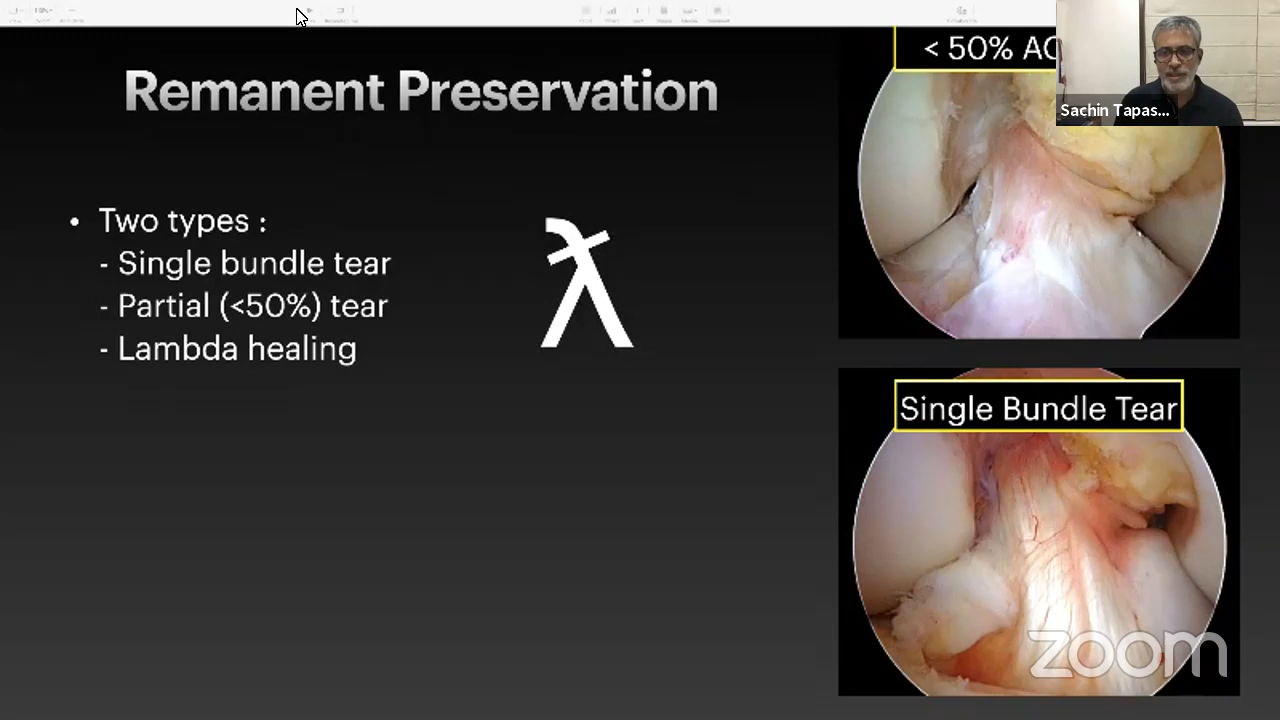 Remanent Preservation
< 50% AC
Sachin Tapas...
• Two types :
- Single bundle tear
- Partial (<50%) tear
- Lambda healing
ƛ
Single Bundle Tear
zoom